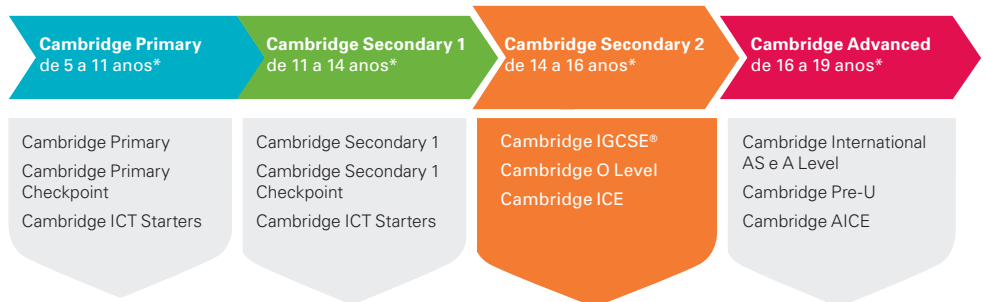 Cambridge Primary
de 5 a 11 anos*
Cambridge Secondary 1
de 11 a 14 anos*
Cambridge Secondary 2
de 14 a 16 anos*
Cambridge Advanced
de 16 a 19 anos*
Cambridge Primary
Cambridge Primary
Checkpoint
Cambridge ICT Starters
Cambridge Secondary 1
Cambridge Secondary 1
Checkpoint
Cambridge ICT Starters
Cambridge IGCSE®
Cambridge O Level
Cambridge ICE
Cambridge International
AS e A Level
Cambridge Pre-U
Cambridge AICE